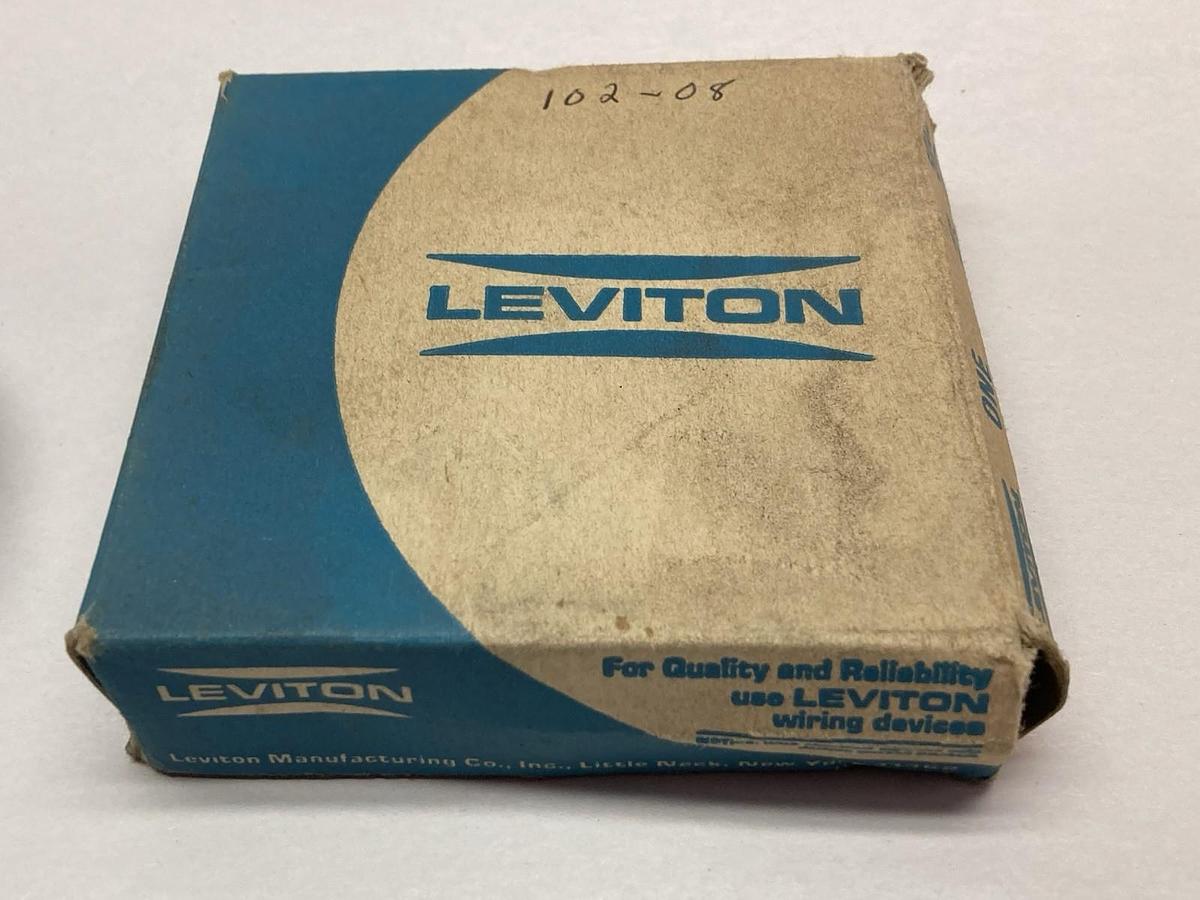 102-08
LEVITON
ONE
LEVITON
For Quality and Reliability
use LEVITON
wiring devices
Leviton Manufacturing Co., Inc., Little Neck, New York